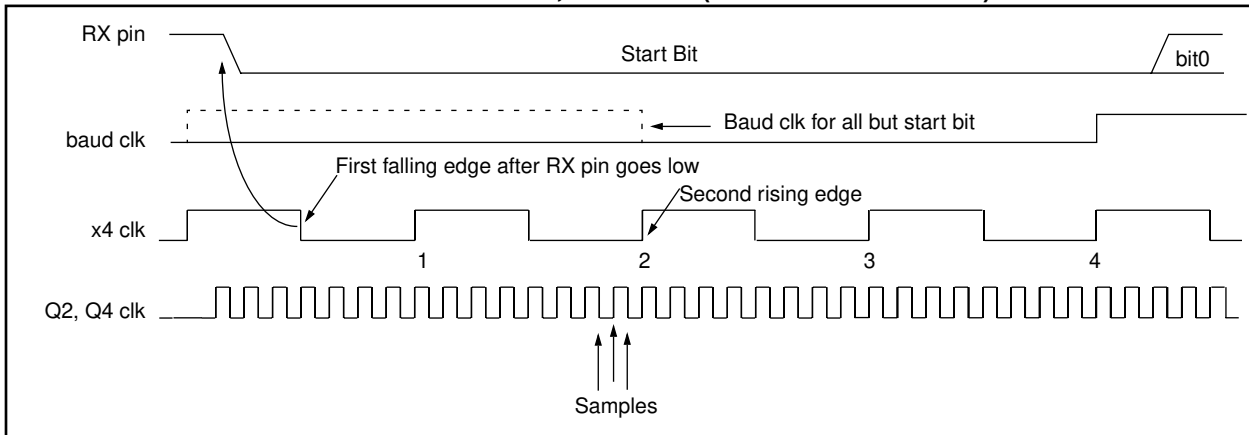 RX pin
Start Bit
bit0
baud clk
Baud clk for all but start bit
First falling edge after RX pin goes low
Second rising edge
x4 clk
1
2
3
4
Q2, Q4 clk
Samples